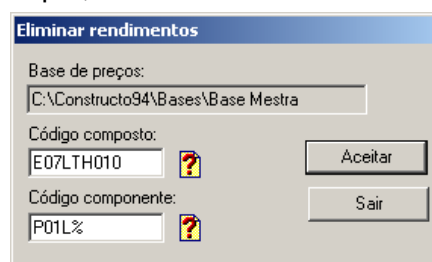 Eliminar rendimentos
Base de preços:
C:\Constructo94\Bases\Base Mestra
Código composto:
E07LTH010
Aceitar
Código componente:
Sair
P01L%